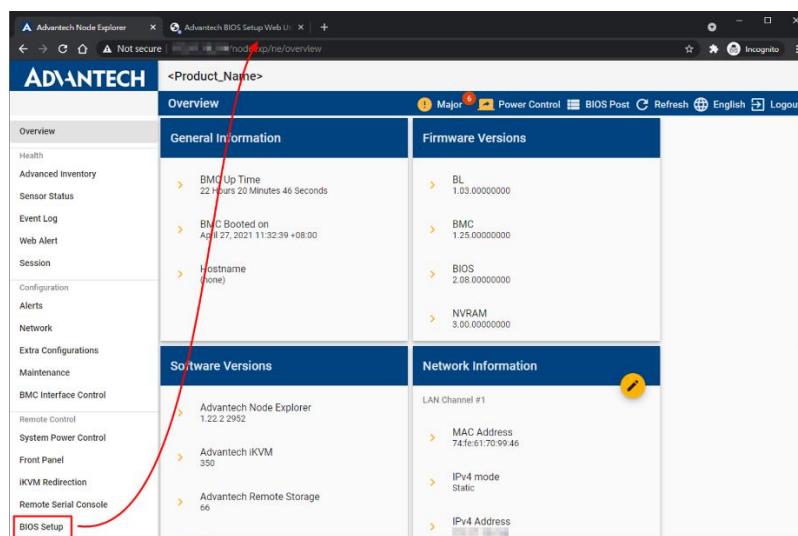 Advantech Node Explorer
Advantech BIOS Setup Web Ut
Not secure
node
xp/ne/overview
Incognito
ADVANTECH
<Product_Name>
Overview
Major 6 Power Control BIOS Post Refresh English Logout
Overview
Health
Advanced Inventory
Sensor Status
Event Log
Web Alert
Session
Configuration
Alerts
Network
Extra Configurations
Maintenance
BMC Interface Control
Remote Control
System Power Control
Front Panel
iKVM Redirection
Remote Serial Console
BIOS Setup
General Information
BMC Up Time
22 Hours 20 Minutes 46 Seconds
BMC Booted on
April 27, 2021 11:32:39 +08:00
Hostname
(none)
Firmware Versions
BL
1.03.00000000
BMC
1.25.00000000
BIOS
2.08.00000000
NVRAM
3.00.00000000
Software Versions
Advantech Node Explorer
1.22.2 2952
Advantech iKVM
350
Advantech Remote Storage
66
Network Information
LAN Channel #1
MAC Address
74:fe:61:70:99:46
IPv4 mode
Static
IPv4 Address